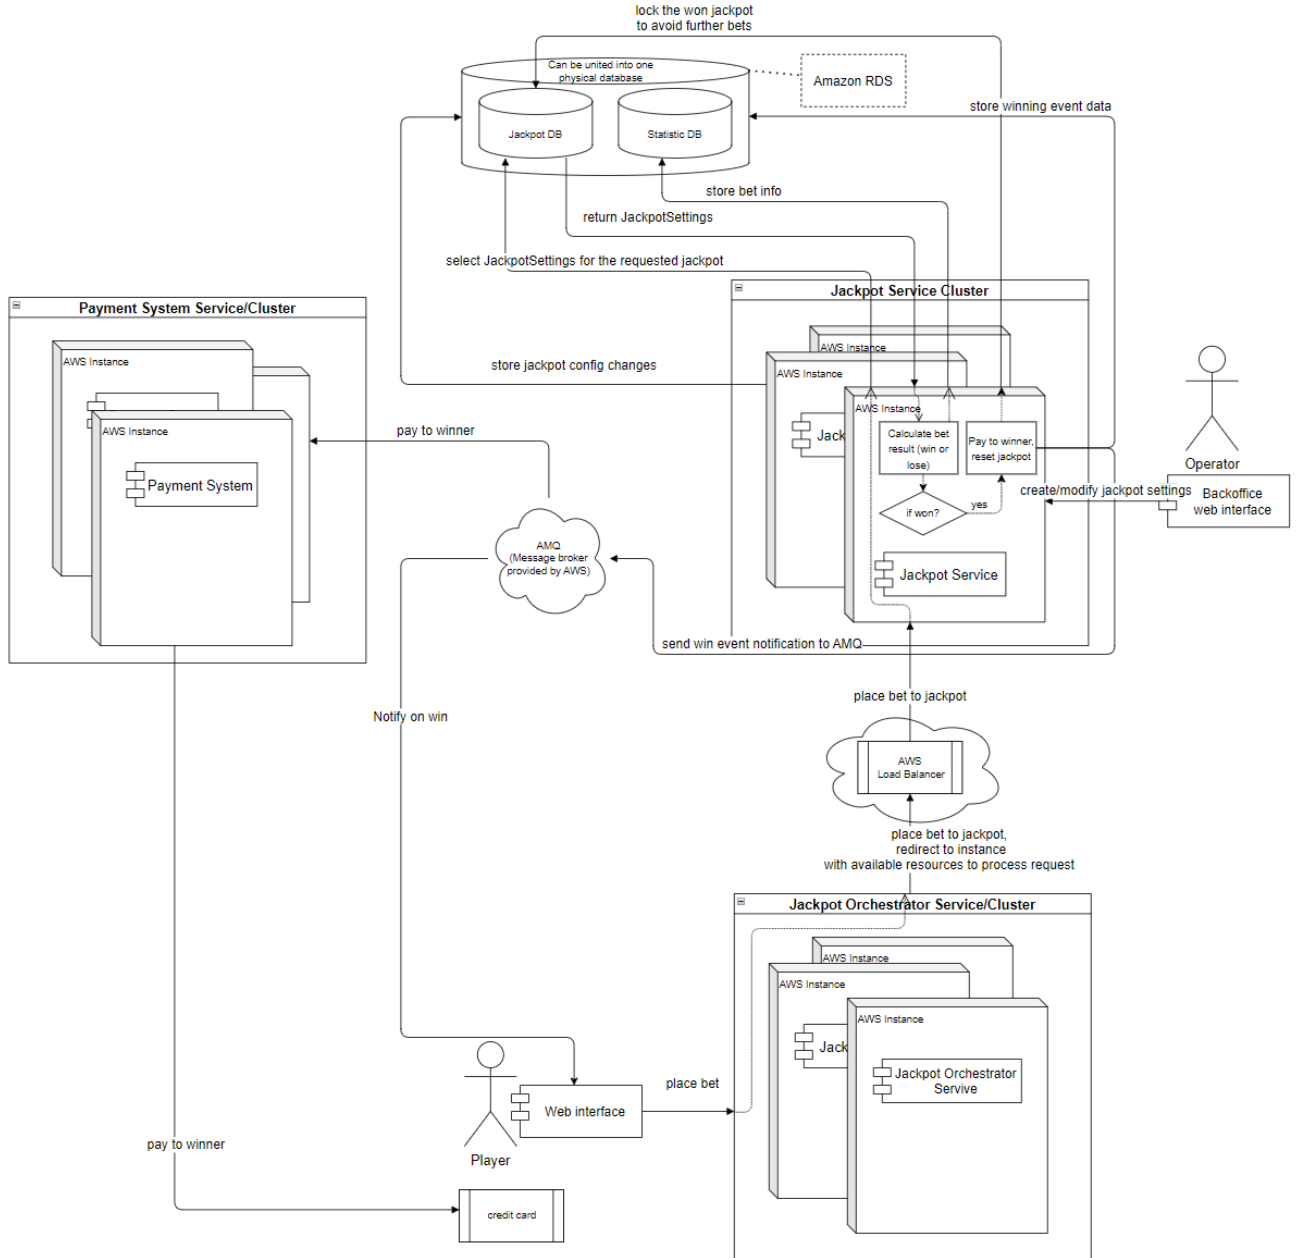 lock the won jackpot
to avoid further bets
Can be united into one
physical database
Amazon RDS
store winning event data
Jackpot DB
Statistic DB
store bet info
return JackpotSettings
select JackpotSettings for the requested jackpot
Jackpot Service Cluster
Payment System Service/Cluster
AWS Instance
AWS Instance
store jackpot config changes
AWS Instance
AWS Instance
AWS Instance
Jack
Calculate bet
result (win or
lose)
Pay to winner,
reset jackpot
pay to winner
AWS Instance
Payment System
Operator
create/modify jackpot settings
Backoffice
web interface
if won?
yes
AMQ
(Message broker
provided by AWS)
Jackpot Service
send win event notification to AMQ
place bet to jackpot
Notify on win
AWS
Load Balancer
place bet to jackpot,
redirect to instance
with available resources to process request
Jackpot Orchestrator Service/Cluster
AWS Instance
AWS Instance
AWS Instance
Jack
Jackpot Orchestrator
Servive
place bet
Web interface
pay to winner
Player
credit card